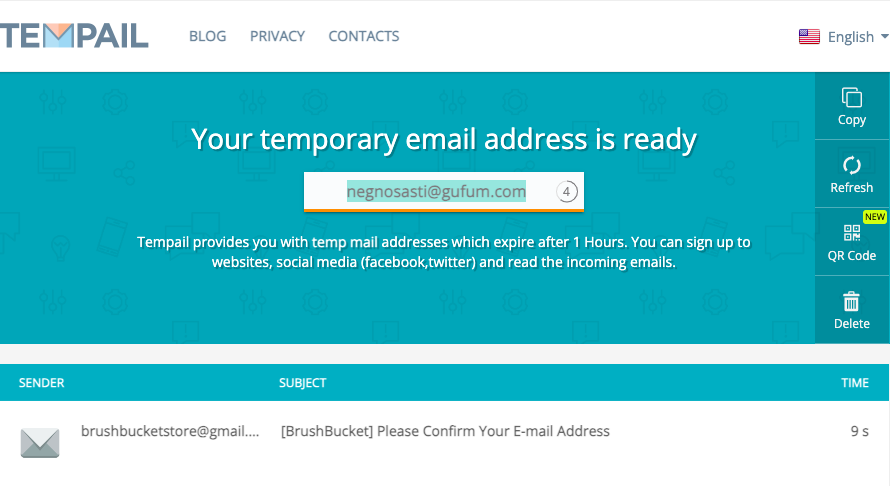 TEMPAIL
BLOG PRIVACY CONTACTS
English
Your temporary email address is ready
negnosasti@gufum.com 4
Tempail provides you with temp mail addresses which expire after 1 Hours. You can sign up to
websites, social media (facebook,twitter) and read the incoming emails.
Copy
Refresh
NEW
QR Code
Delete
SENDER SUBJECT TIME
brushbucketstore@gmail.... [BrushBucket] Please Confirm Your E-mail Address 9 s